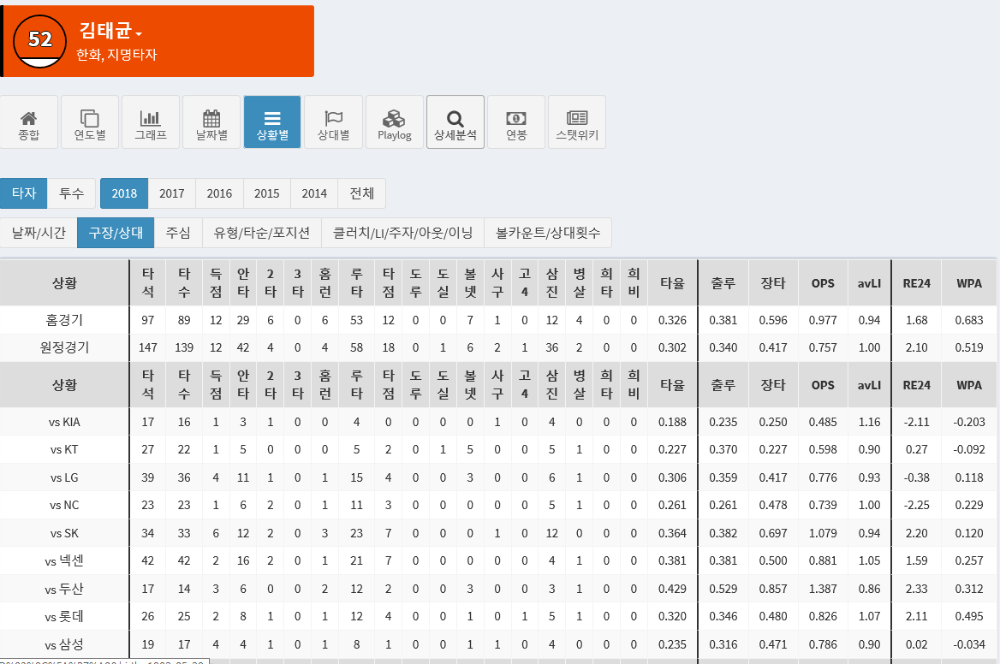 52 김태균
한화, 지명타자
종합 연도별 그래프 날짜별 상황별 상대별 Playlog 상세분석 연봉 스탯위키
타자 투수 2018 2017 2016 2015 2014 전체
날짜/시간 구장/상대 주심 유형/타순/포지션 클러치/LI/주자/아웃/이닝 볼카운트/상대횟수
상황 타석 타수 득점 안타 2타 3타 홈런 루타 타점 도루 도실 볼넷 사구 고4 삼진 병살 희타 희비 타율 출루 장타 OPS avLI RE24 WPA
홈경기 97 89 12 29 6 0 6 53 12 0 0 7 1 0 12 4 0 0 0.326 0.381 0.596 0.977 0.94 1.68 0.683
원정경기 147 139 12 42 4 0 4 58 18 0 1 6 2 1 36 2 0 0 0.302 0.340 0.417 0.757 1.00 2.10 0.519
상황 타석 타수 득점 안타 2타 3타 홈런 루타 타점 도루 도실 볼넷 사구 고4 삼진 병살 희타 희비 타율 출루 장타 OPS avLI RE24 WPA
vs KIA 17 16 1 3 1 0 0 4 0 0 0 0 1 0 4 0 0 0 0.188 0.235 0.250 0.485 1.16 -2.11 -0.203
vs KT 27 22 1 5 0 0 0 5 2 0 1 5 0 0 5 1 0 0 0.227 0.370 0.227 0.598 0.90 0.27 -0.092
vs LG 39 36 4 11 1 0 1 15 4 0 0 3 0 0 6 1 0 0 0.306 0.359 0.417 0.776 0.93 -0.38 0.118
vs NC 23 23 1 6 2 0 1 11 3 0 0 0 0 0 5 1 0 0 0.261 0.261 0.478 0.739 1.00 -2.25 0.229
vs SK 34 33 6 12 2 0 3 23 7 0 0 0 1 0 12 0 0 0 0.364 0.382 0.697 1.079 0.94 2.20 0.120
vs 넥센 42 42 2 16 2 0 1 21 7 0 0 0 0 0 4 1 0 0 0.381 0.381 0.500 0.881 1.05 1.59 0.257
vs 두산 17 14 3 6 0 0 2 12 2 0 0 3 0 0 3 1 0 0 0.429 0.529 0.857 1.387 0.86 2.33 0.312
vs 롯데 26 25 2 8 1 0 1 12 4 0 0 1 0 1 5 1 0 0 0.320 0.346 0.480 0.826 1.07 2.11 0.495
vs 삼성 19 17 4 4 1 0 1 8 1 0 0 1 1 0 4 0 0 0 0.235 0.316 0.471 0.786 0.90 0.02 -0.034